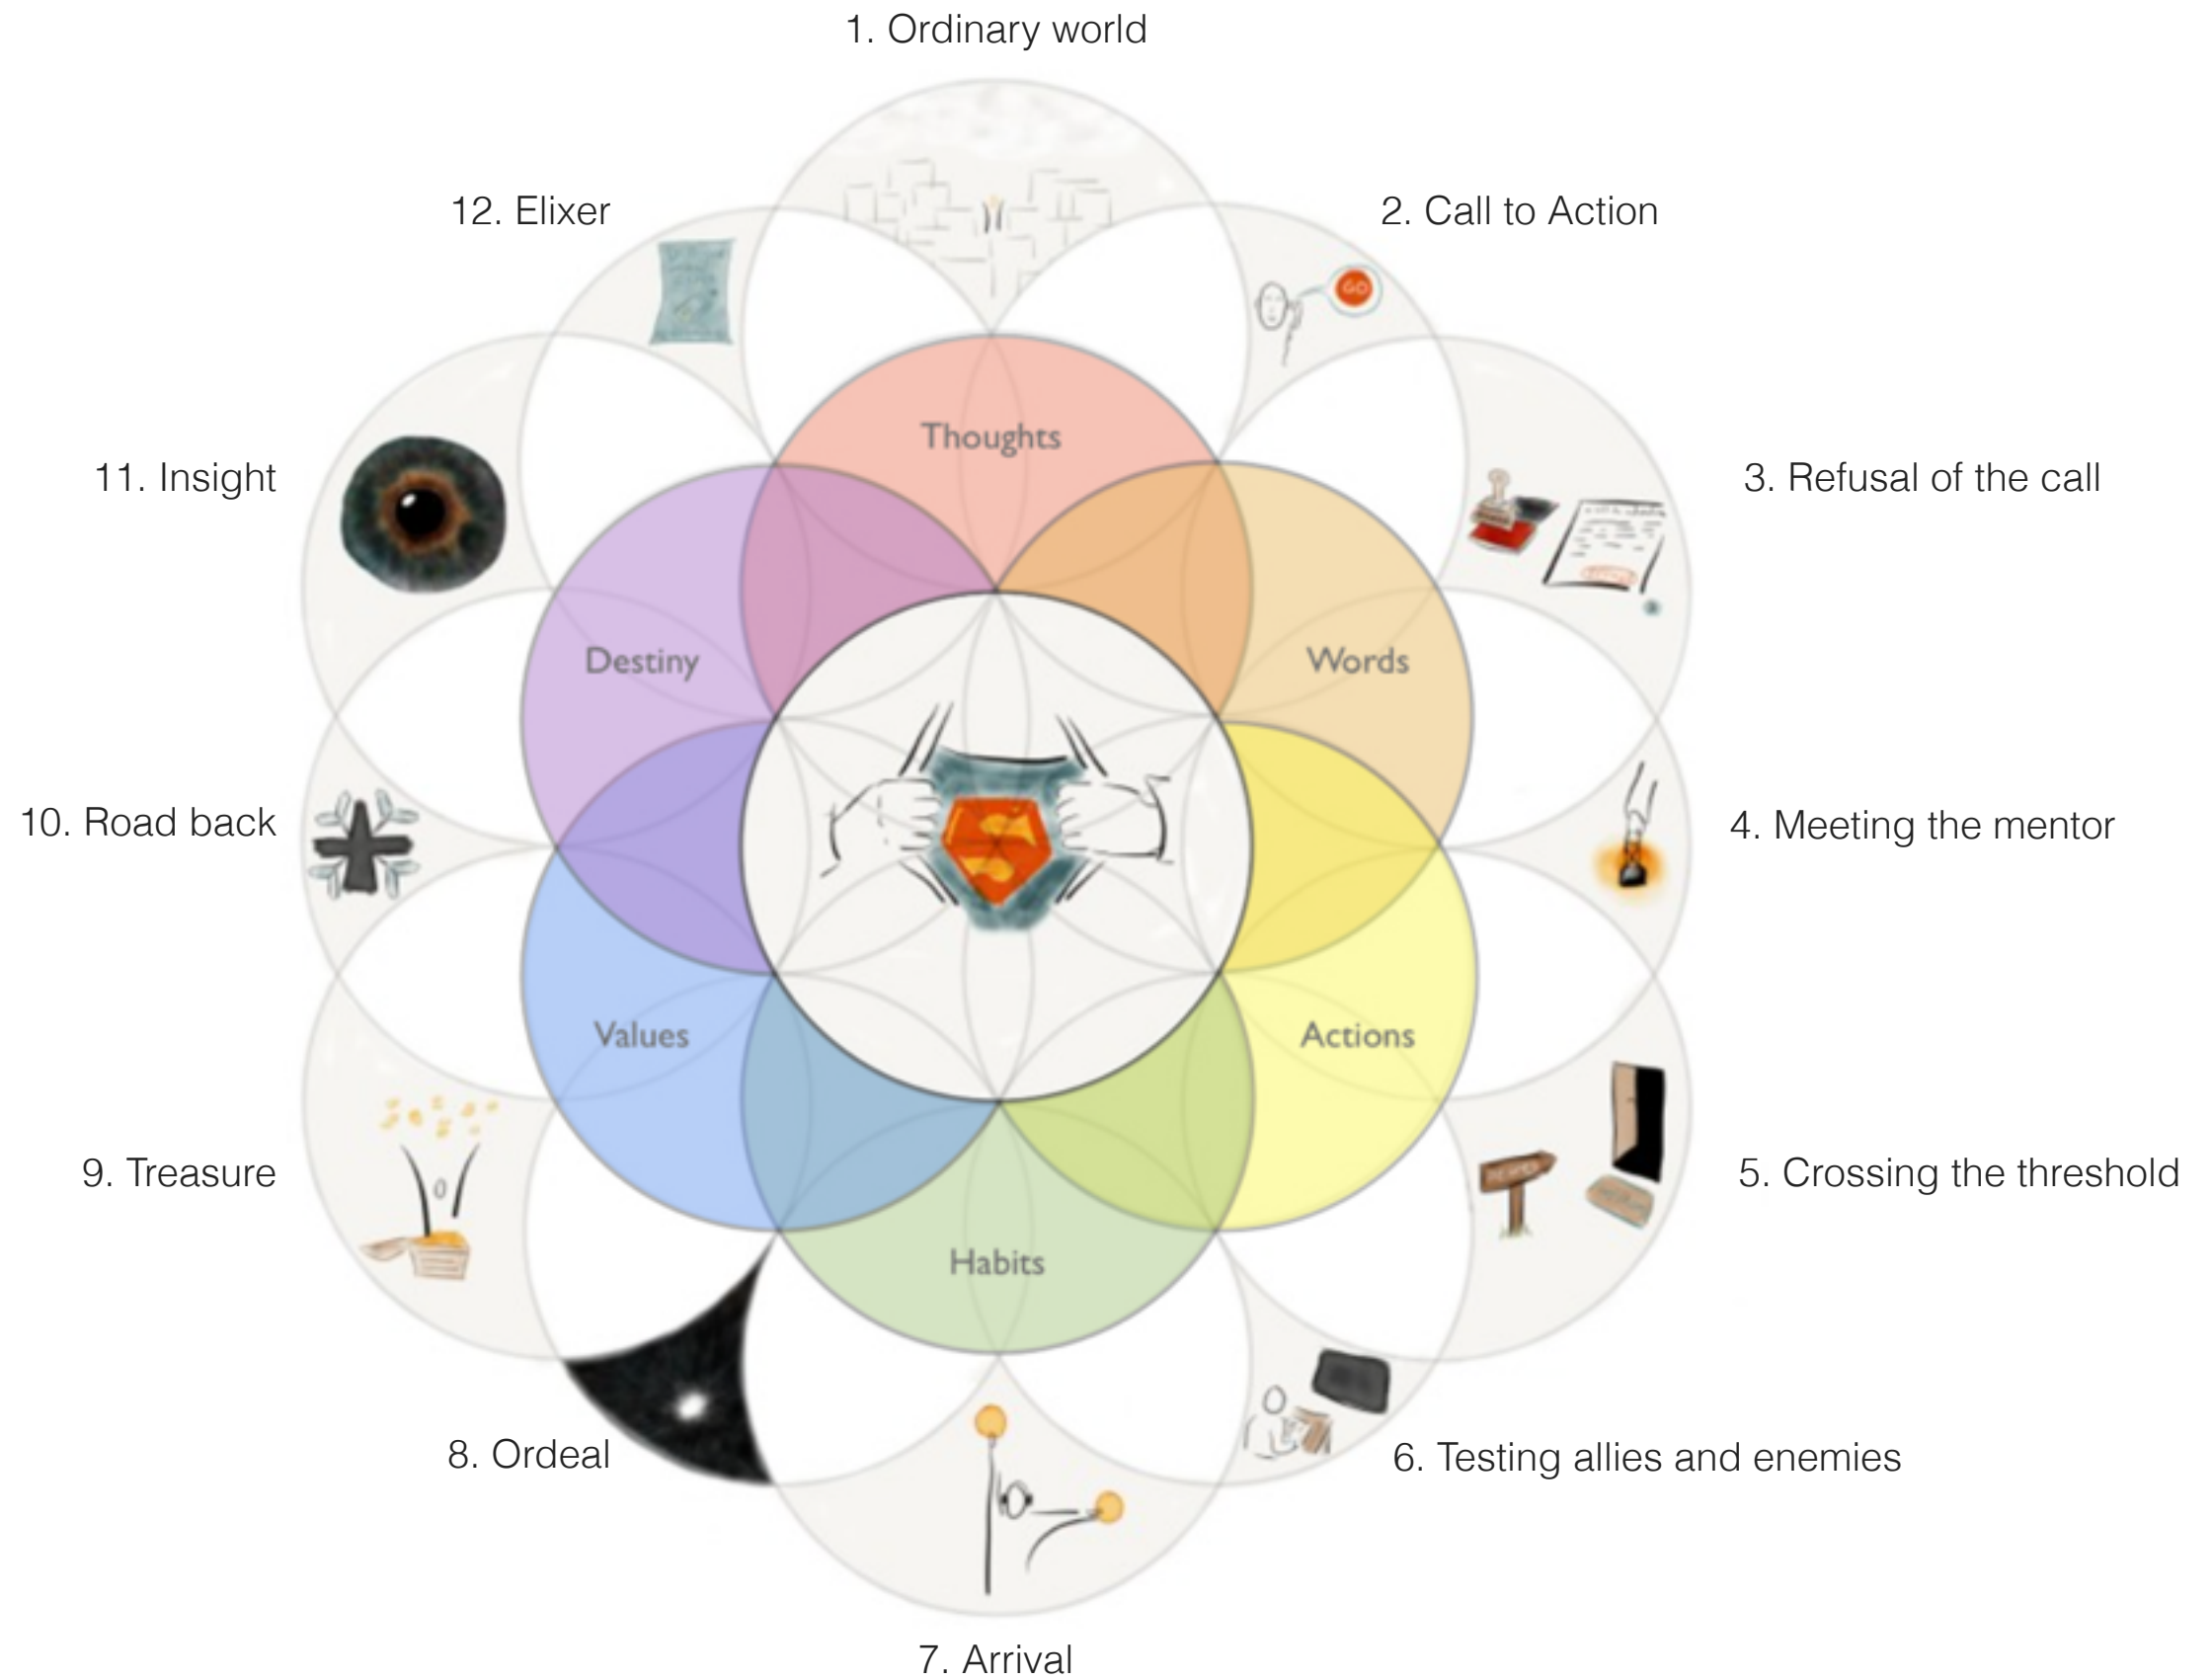 1. Ordinary world
2. Call to Action
GO
3. Refusal of the call
4. Meeting the mentor
5. Crossing the threshold
6. Testing allies and enemies
7. Arrival
8. Ordeal
9. Treasure
10. Road back
11. Insight
12. Elixer
Thoughts
Words
Actions
Habits
Values
Destiny
S